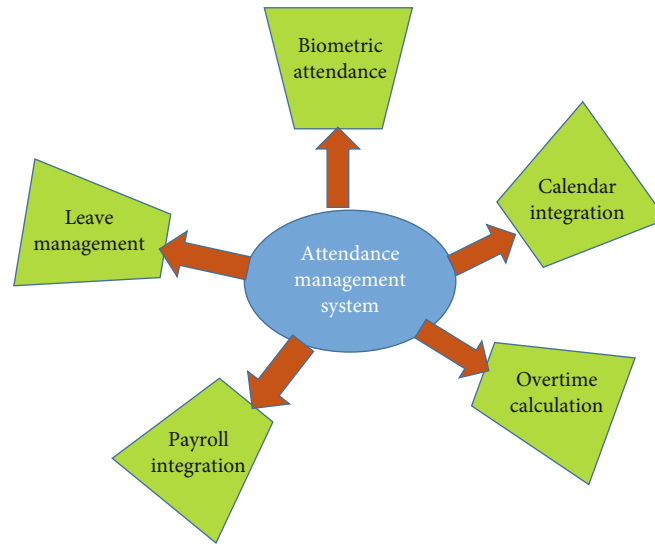 Biometric
attendance
Calendar
integration
Leave
management
Attendance
management
system
Overtime
calculation
Payroll
integration